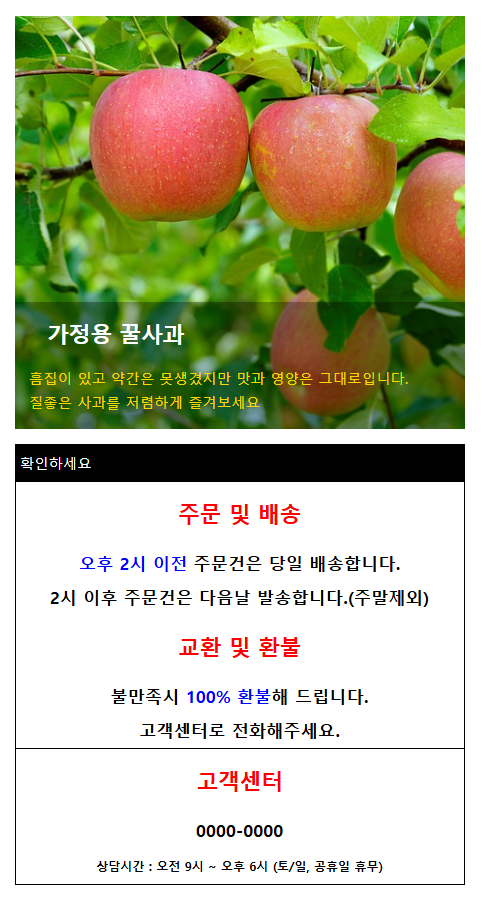 가정용 꿀사과
흠집이 있고 약간은 못생겼지만 맛과 영양은 그대로입니다.
질좋은 사과를 저렴하게 즐겨보세요
확인하세요
주문 및 배송
오후 2시 이전 주문건은 당일 배송합니다.
2시 이후 주문건은 다음날 발송합니다.(주말제외)
교환 및 환불
불만족시 100% 환불해 드립니다.
고객센터로 전화해주세요.
고객센터
0000-0000
상담시간 : 오전 9시 ~ 오후 6시 (토/일, 공휴일 휴무)